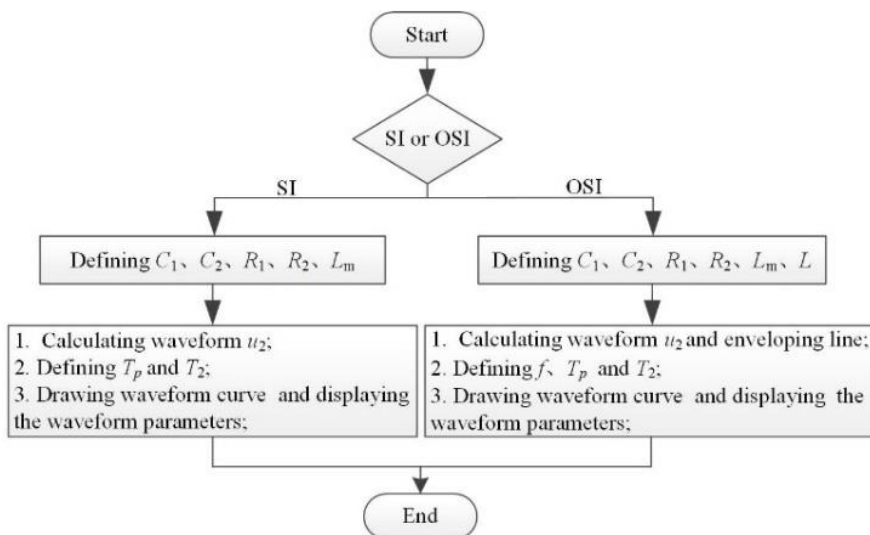 Start
SI or OSI
SI
OSI
Defining C₁、C₂、R₁、R₂、Lₘ
Defining C₁、C₂、R₁、R₂、Lₘ、L
1. Calculating waveform u₂;
2. Defining Tₚ and T₂;
3. Drawing waveform curve and displaying
the waveform parameters;
1. Calculating waveform u₂ and enveloping line;
2. Defining f、Tₚ and T₂;
3. Drawing waveform curve and displaying the
waveform parameters;
End